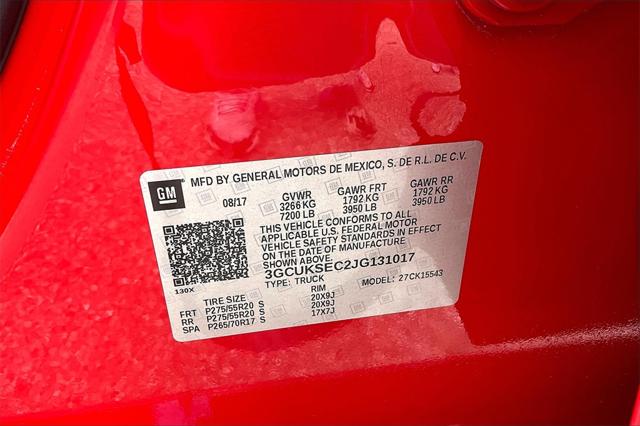 MFD BY GENERAL MOTORS DE MEXICO, S. DE R.L. DE C.V.
GM
08/17
GVWR GAWR FRT GAWR RR
3266 KG 1792 KG 1792 KG
7200 LB 3950 LB 3950 LB
THIS VEHICLE CONFORMS TO ALL
APPLICABLE U.S. FEDERAL MOTOR
VEHICLE SAFETY STANDARDS IN EFFECT
ON THE DATE OF MANUFACTURE
3GCUKSEC2JG131017
130X
TYPE: TRUCK MODEL: 27CK15543
TIRE SIZE RIM
FRT P275/55R20 S 20X9J
RR P275/55R20 S 20X9J
SPA P265/70R17 S 17X7J